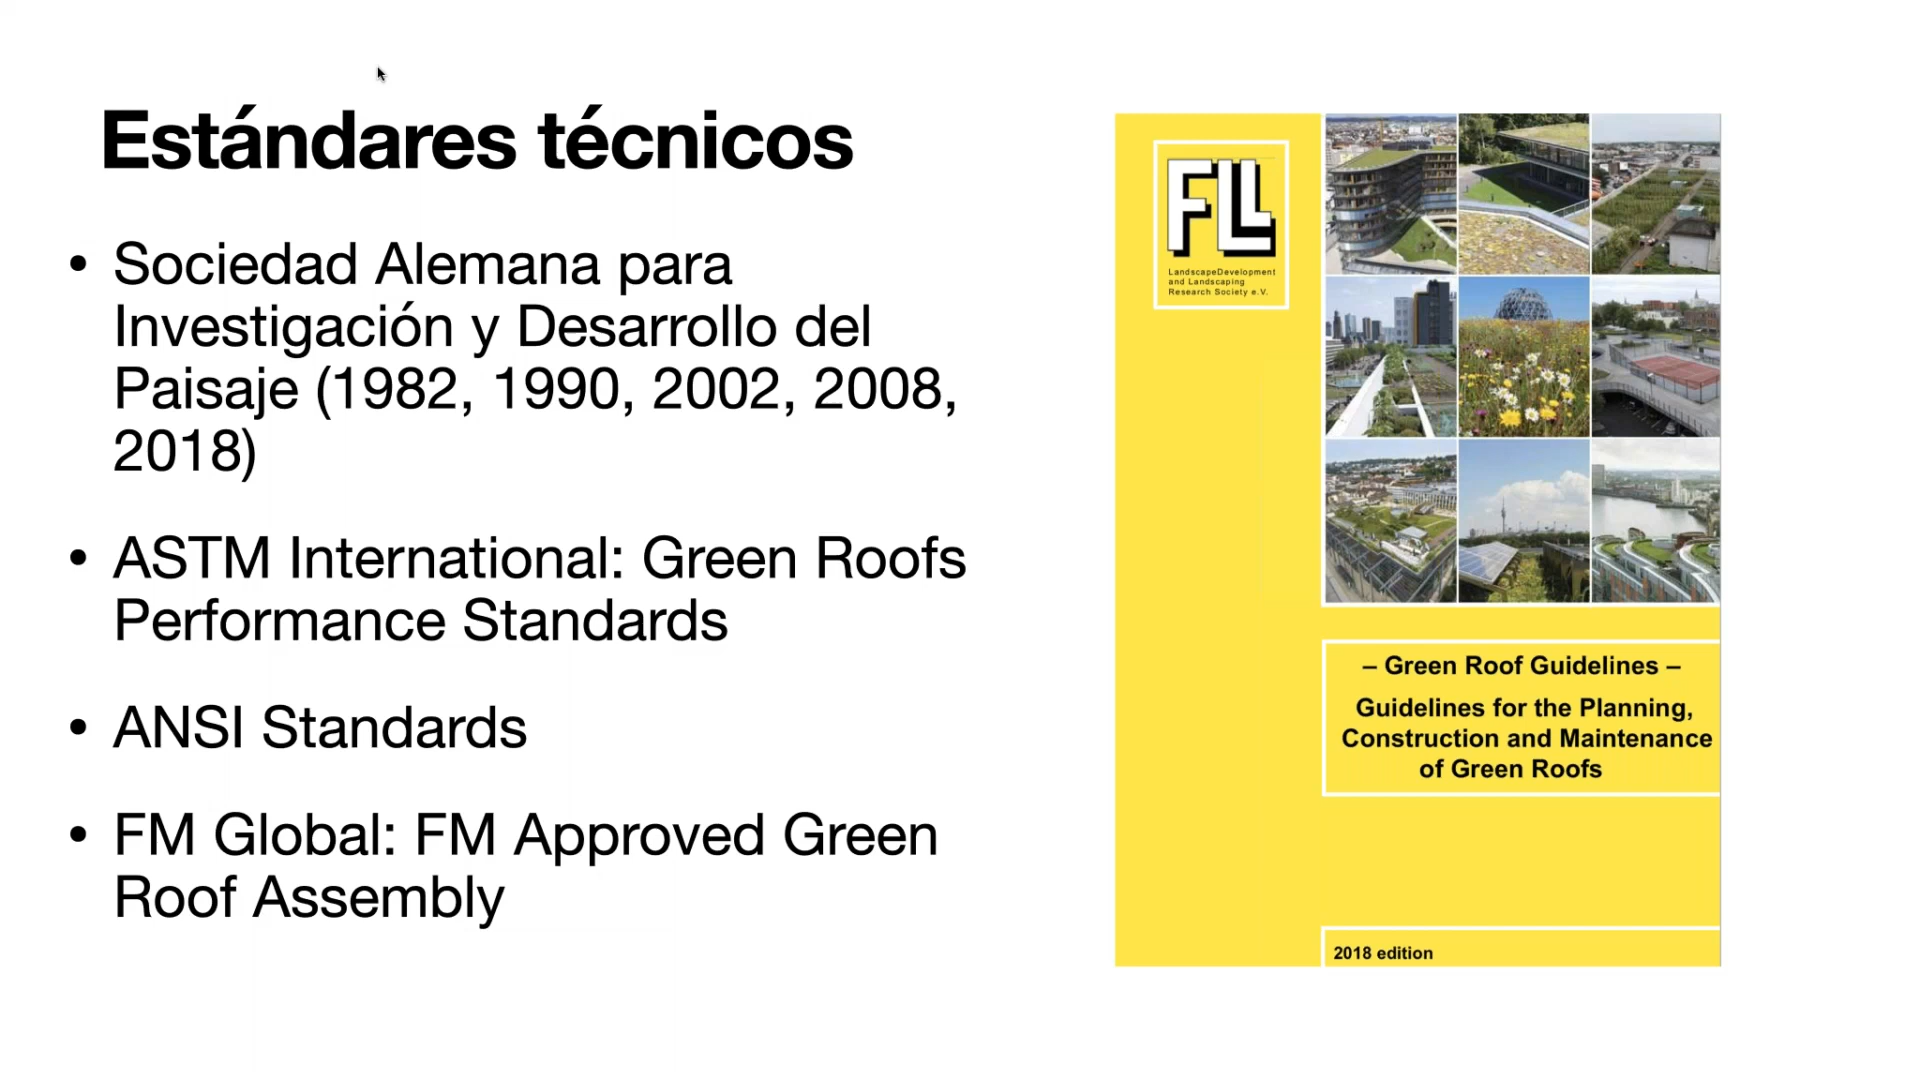 Estándares técnicos
• Sociedad Alemana para
Investigación y Desarrollo del
Paisaje (1982, 1990, 2002, 2008,
2018)
• ASTM International: Green Roofs
Performance Standards
• ANSI Standards
• FM Global: FM Approved Green
Roof Assembly
FLL
LandscapeDevelopment
and Landscaping
Research Society e.V.
– Green Roof Guidelines –
Guidelines for the Planning,
Construction and Maintenance
of Green Roofs
2018 edition